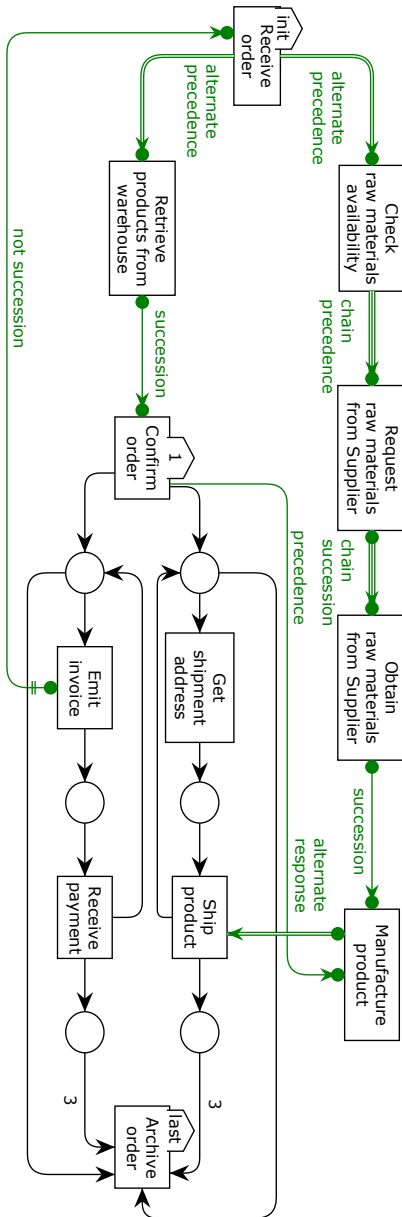 init
Receive
order
alternate
precedence
Check
raw materials
availability
chain
precedence
Request
raw materials
from Supplier
chain
succession
Obtain
raw materials
from Supplier
succession
Manufacture
product
alternate
precedence
Retrieve
products from
warehouse
succession
1
Confirm
order
precedence
alternate
response
Get
shipment
address
Ship
product
3
Emit
invoice
Receive
payment
3
last
Archive
order
not succession